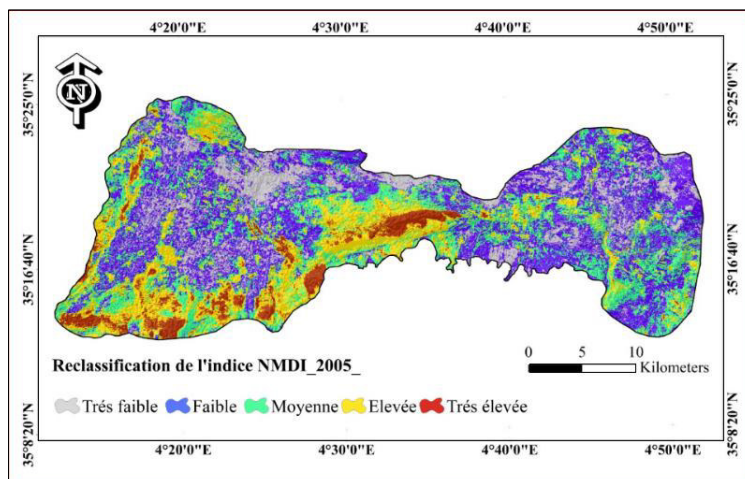 4°20'0"E 4°30'0"E 4°40'0"E 4°50'0"E
35°25'0"N 35°25'0"N
N
35°16'40"N 35°16'40"N
Reclassification de l'indice NMDI_2005_
0 5 10
Kilometers
Trés faible Faible Moyenne Elevée Trés élevée
35°8'20"N 35°8'20"N
4°20'0"E 4°30'0"E 4°40'0"E 4°50'0"E